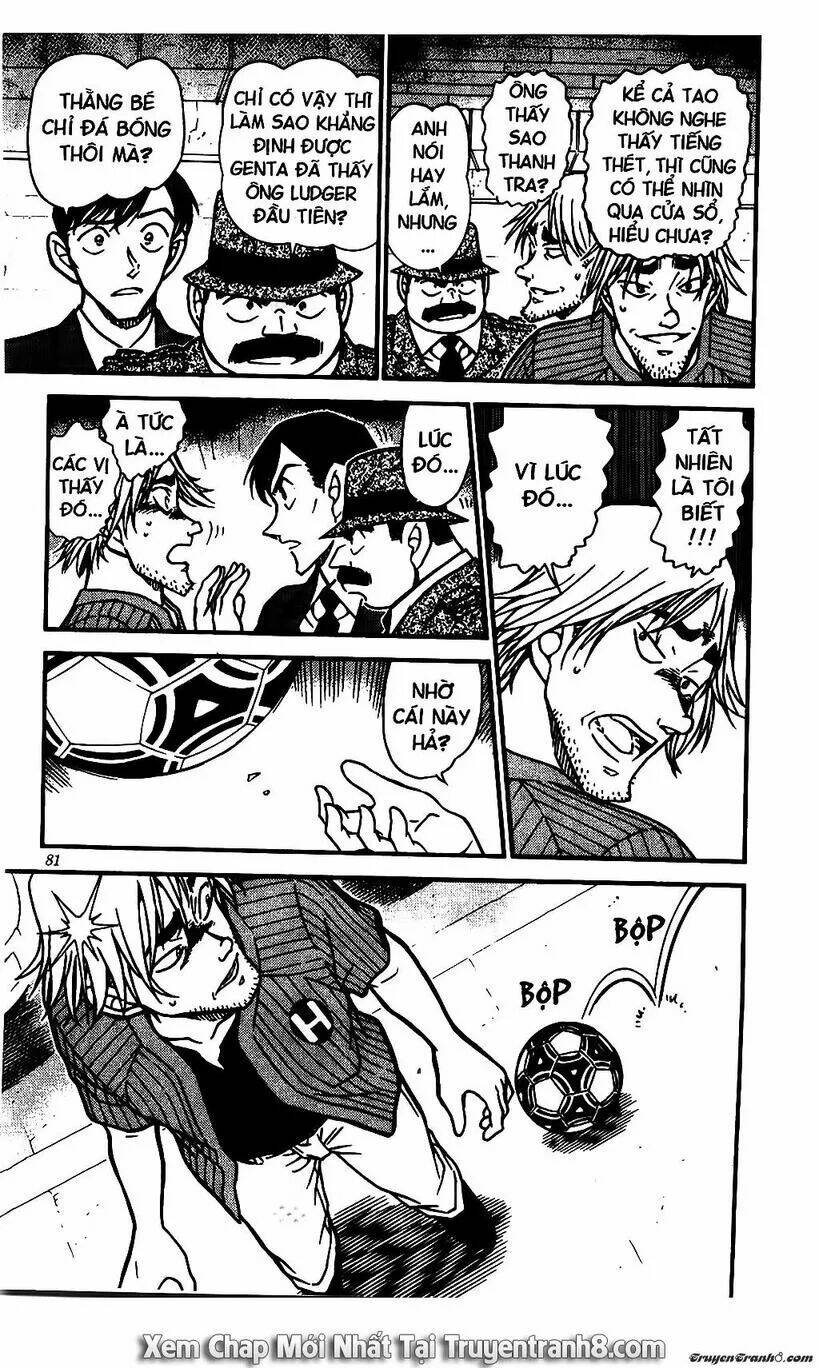 KỂ CẢ TAO
KHÔNG NGHE
THẤY TIẾNG
THÉT, THÌ CŨNG
CÓ THỂ NHÌN
QUA CỬA SỔ,
HIỂU CHƯA?
ÔNG
THẤY
SAO
THANH
TRA?
ANH
NÓI
HAY
LẮM,
NHƯNG
...
CHỈ CÓ VẬY THÌ
LÀM SAO KHẲNG
ĐỊNH ĐƯỢC
GENTA ĐÃ THẤY
ÔNG LUDGER
ĐẦU TIÊN?
THẰNG BÉ
CHỈ ĐÁ BÓNG
THÔI MÀ?
TẤT
NHIÊN
LÀ TÔI
BIẾT
!!!
VÌ LÚC
ĐÓ...
LÚC
ĐÓ...
À TỨC
LÀ...
CÁC VỊ
THẤY
ĐÓ...
NHỜ
CÁI NÀY
HẢ?
81
BỘP
BỘP
H
Xem Chap Mới Nhất Tại Truyentranh8.com
TruyenTranh8.com